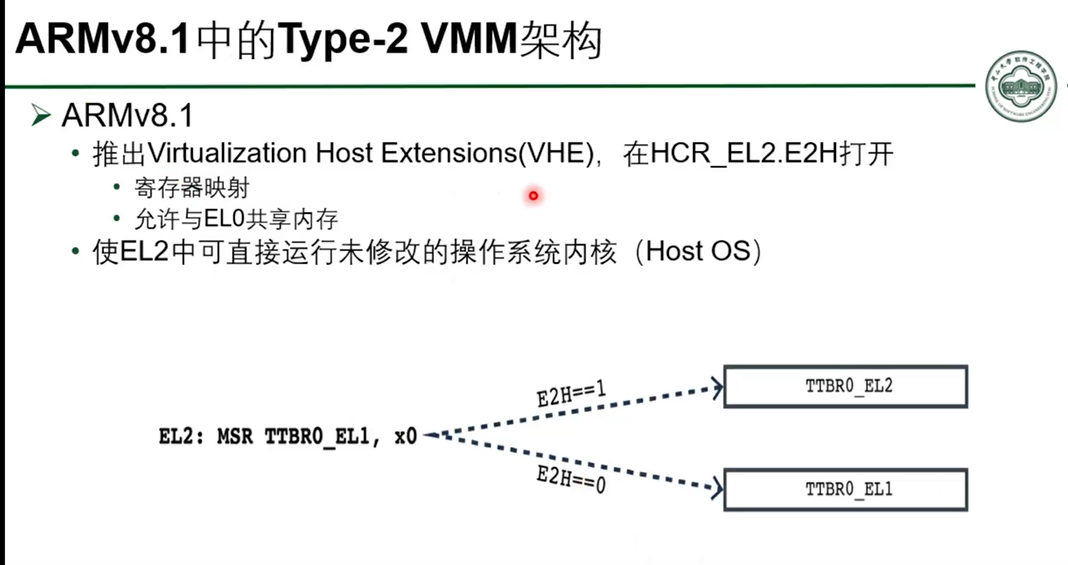 ARMv8.1中的Type-2 VMM架构
ARMv8.1
推出Virtualization Host Extensions(VHE)，在HCR_EL2.E2H打开
寄存器映射
允许与EL0共享内存
使EL2中可直接运行未修改的操作系统内核（Host OS）
E2H==1
TTBR0_EL2
EL2: MSR TTBR0_EL1, x0
E2H==0
TTBR0_EL1